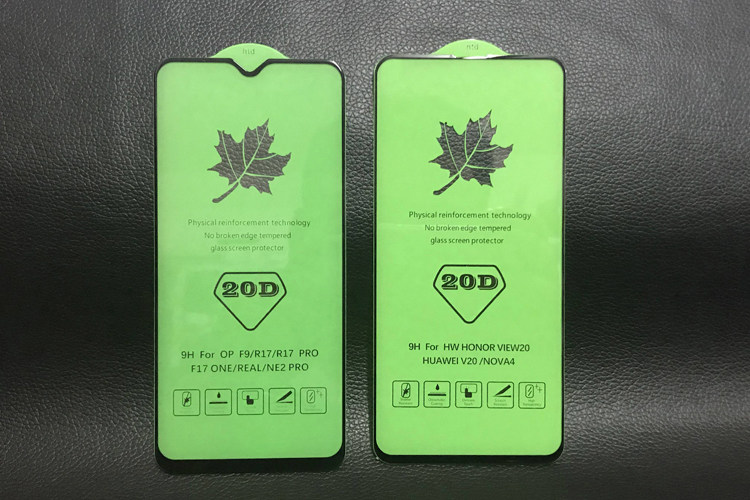 Physical reinforcement technology
No broken edge tempered
glass screen protector
20D
9H For OP F9/R17/R17 PRO
F17 ONE/REAL/NE2 PRO
Physical reinforcement technology
No broken edge tempered
glass screen protector
20D
9H For HW HONOR VIEW20
HUAWEI V20 /NOVA4